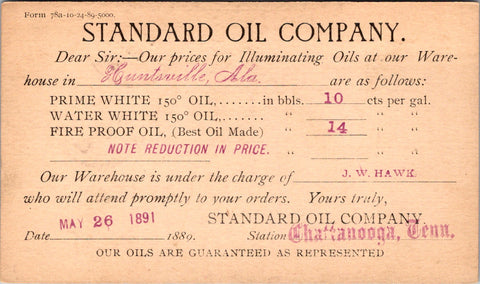 Form 78a-10-24-89-5000.
STANDARD OIL COMPANY.
Dear Sir:—Our prices for Illuminating Oils at our Ware-
house in Huntsville, Ala. are as follows:
PRIME WHITE 150° OIL,.......in bbls. 10 cts per gal.
WATER WHITE 150° OIL,...... " " "
FIRE PROOF OIL, (Best Oil Made) " 14 " "
NOTE REDUCTION IN PRICE. " " "
Our Warehouse is under the charge of J. W. HAWK.
who will attend promptly to your orders. Yours truly,
MAY 26 1891 STANDARD OIL COMPANY.
Date 1889. Station Chattanooga, Tenn.
OUR OILS ARE GUARANTEED AS REPRESENTED